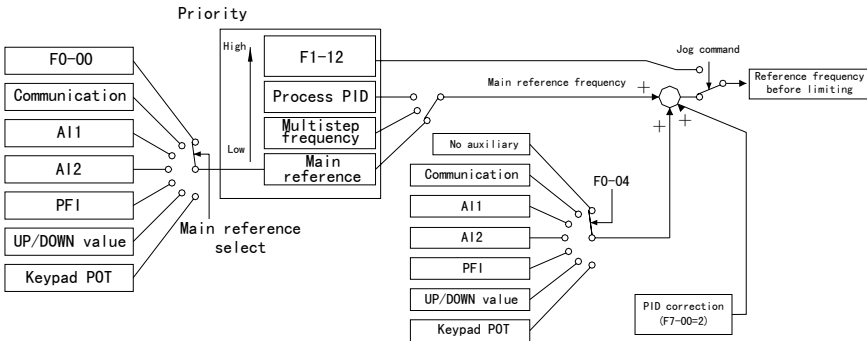 Priority
High
Low
F0-00
Communication
AI1
AI2
PFI
UP/DOWN value
Keypad POT
Main reference
select
F1-12
Process PID
Multistep
frequency
Main
reference
Main reference frequency
Jog command
Reference frequency
before limiting
+
+
+
No auxiliary
Communication
AI1
AI2
PFI
UP/DOWN value
Keypad POT
F0-04
PID correction
(F7-00=2)